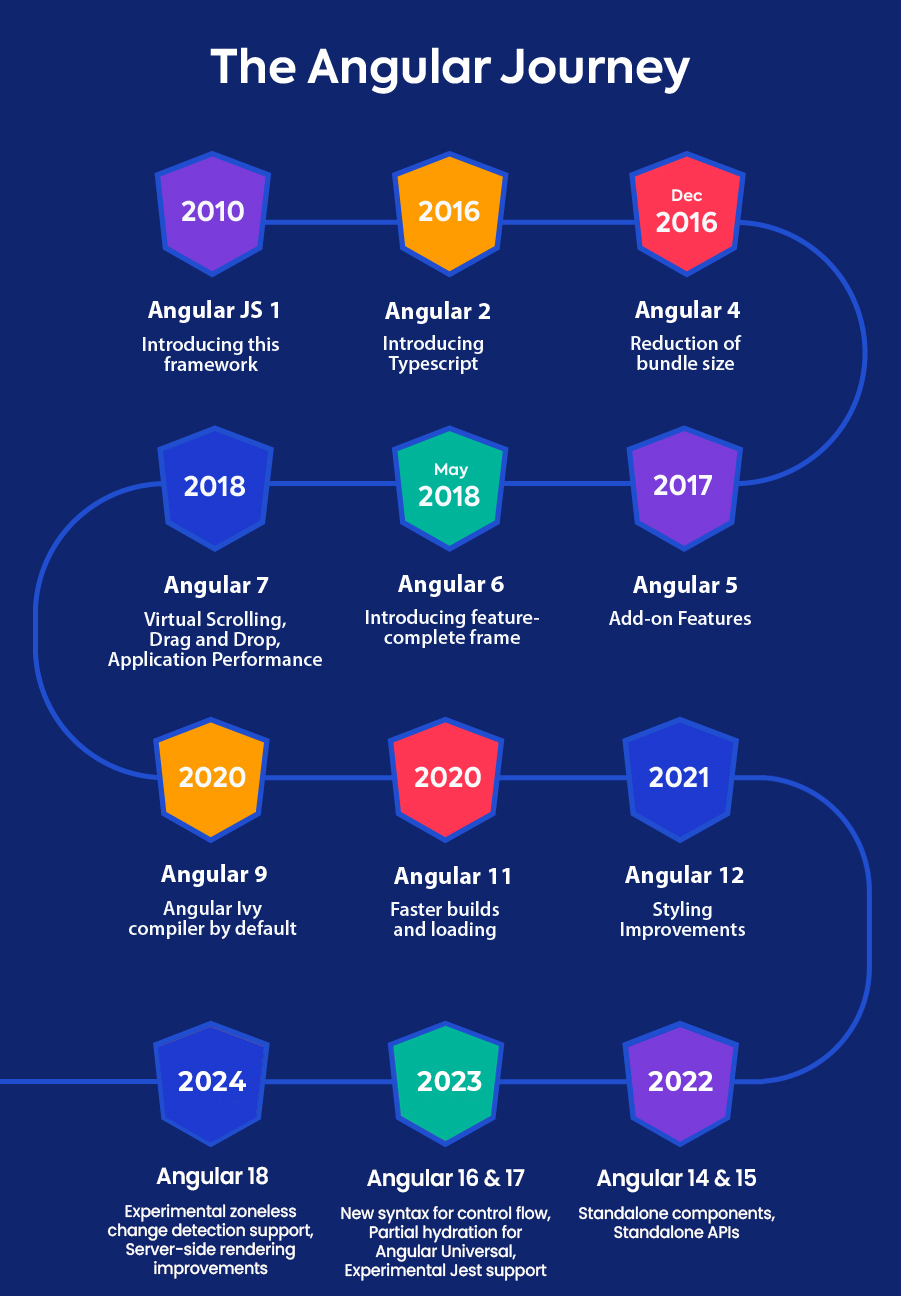 The Angular Journey
2010
Angular JS 1
Introducing this
framework
2016
Angular 2
Introducing
Typescript
Dec
2016
Angular 4
Reduction of
bundle size
2017
Angular 5
Add-on Features
May
2018
Angular 6
Introducing feature-
complete frame
2018
Angular 7
Virtual Scrolling,
Drag and Drop,
Application Performance
2020
Angular 9
Angular Ivy
compiler by default
2020
Angular 11
Faster builds
and loading
2021
Angular 12
Styling
Improvements
2022
Angular 14 & 15
Standalone components,
Standalone APIs
2023
Angular 16 & 17
New syntax for control flow,
Partial hydration for
Angular Universal,
Experimental Jest support
2024
Angular 18
Experimental zoneless
change detection support,
Server-side rendering
improvements